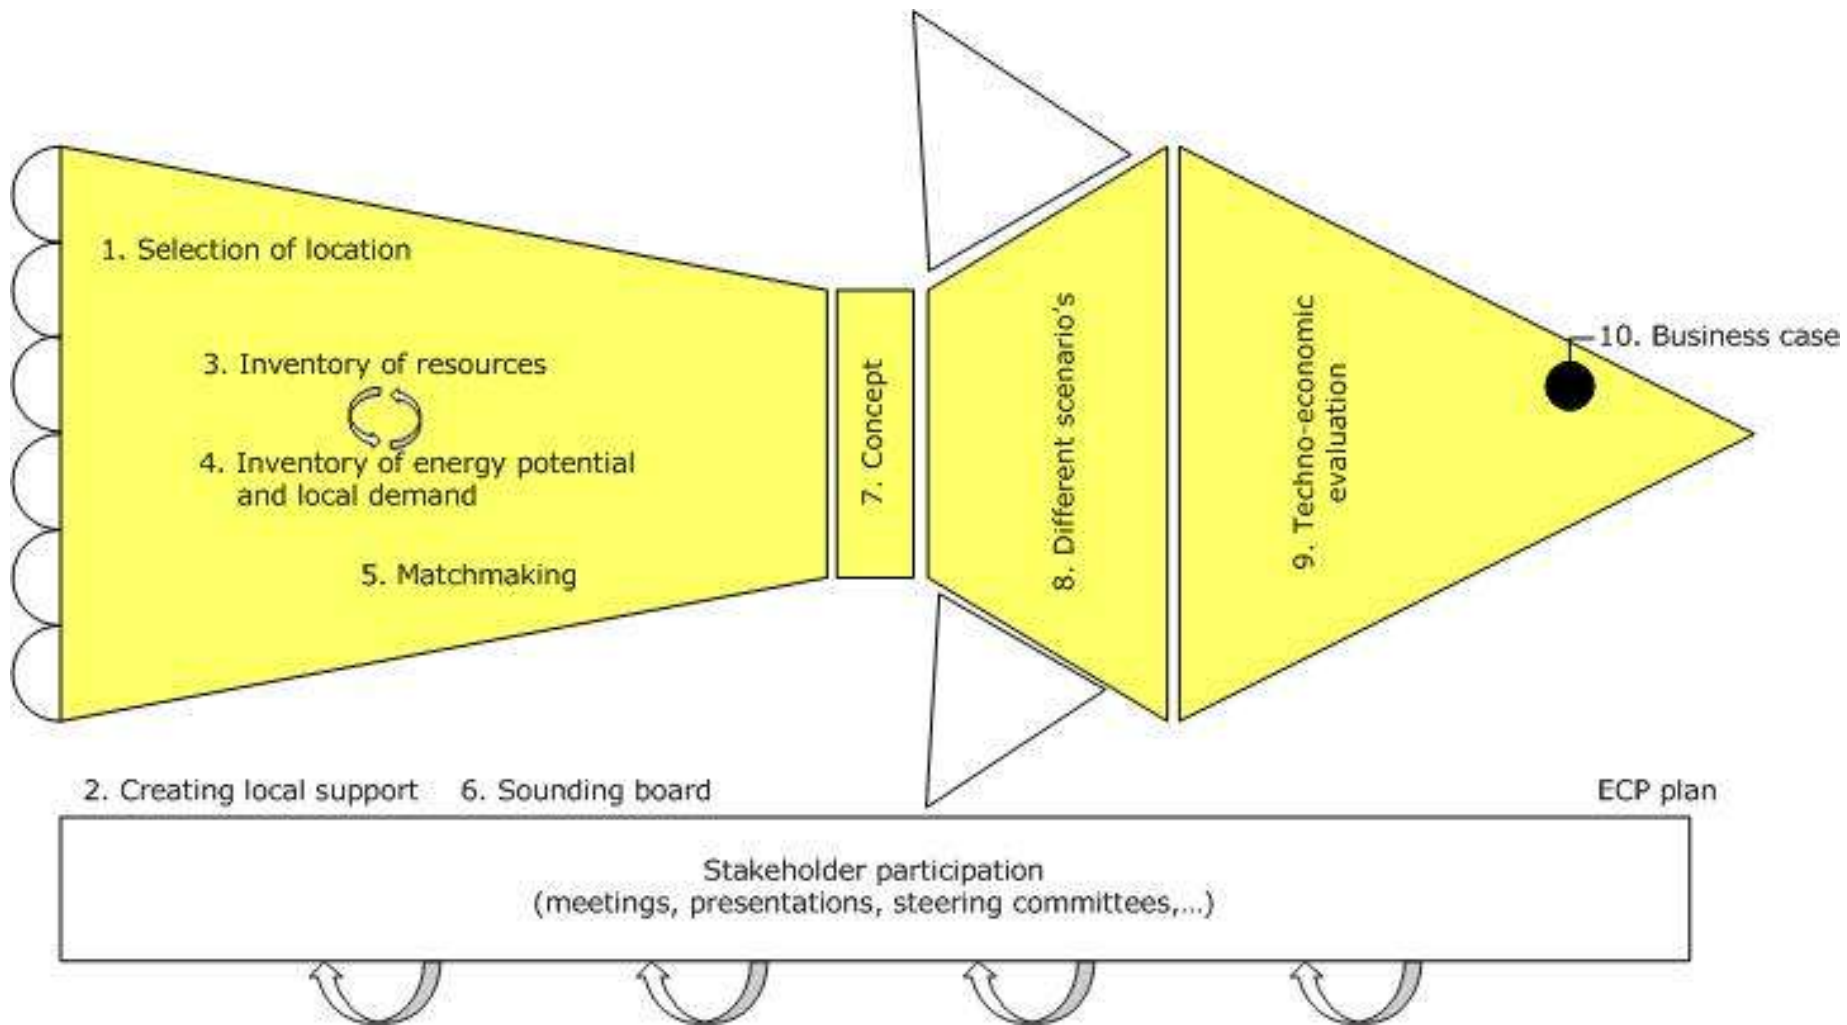 1. Selection of location
3. Inventory of resources
4. Inventory of energy potential
and local demand
5. Matchmaking
7. Concept
8. Different scenario's
9. Techno-economic
evaluation
10. Business case
2. Creating local support
6. Sounding board
ECP plan
Stakeholder participation
(meetings, presentations, steering committees,...)